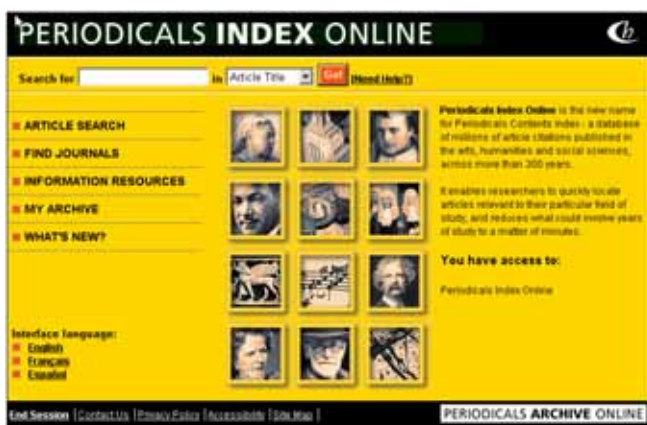 PERIODICALS INDEX ONLINE
Search for in Article Title Go! (Need Help?)
ARTICLE SEARCH
FIND JOURNALS
INFORMATION RESOURCES
MY ARCHIVE
WHAT'S NEW?
Interface language:
English
Français
Español
Periodicals Index Online is the new name
for Periodicals Contents Index - a database
of millions of article citations published in
the arts, humanities and social sciences,
across more than 300 years.
It enables researchers to quickly locate
articles relevant to their particular field of
study, and reduces what could involve years
of study to a matter of minutes.
You have access to:
Periodicals Index Online
End Session | Contact Us | Privacy Policy | Accessibility | Site Map |
PERIODICALS ARCHIVE ONLINE